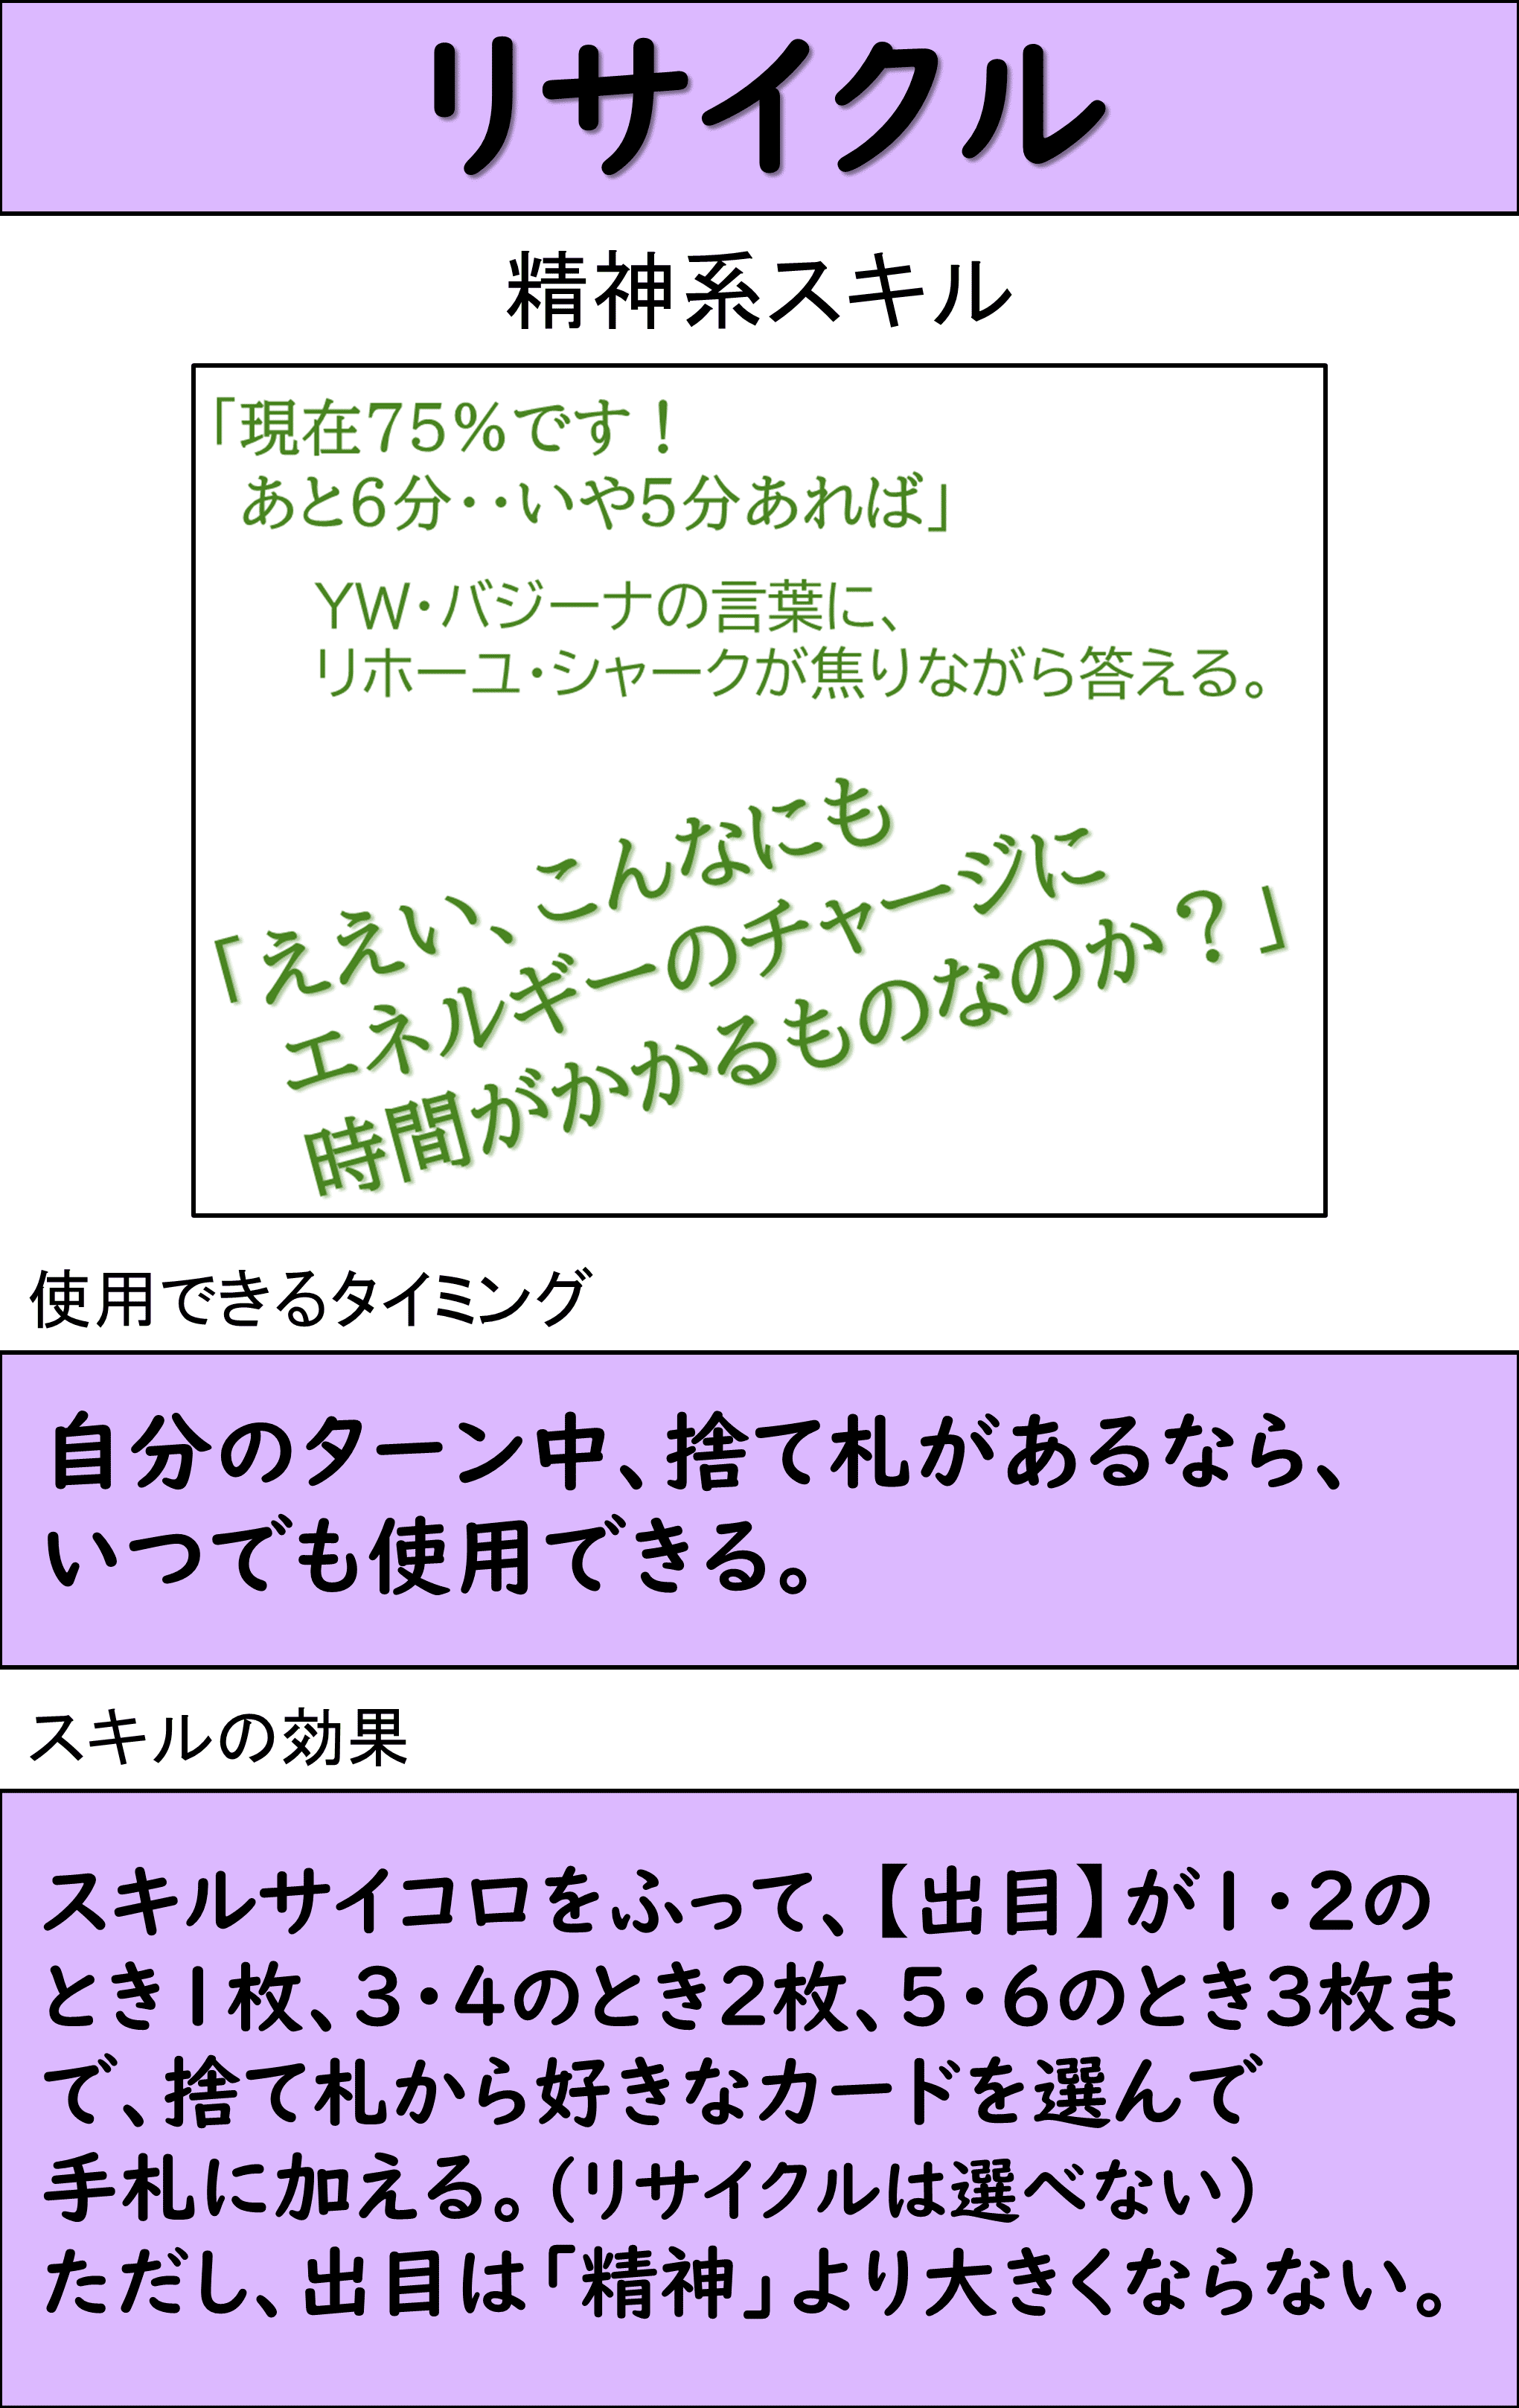 リサイクル
精神系スキル
「現在75%です！
あと6分・・いや5分あれば」
YW・バジーナの言葉に、
リホーユ・シャークが焦りながら答える。
「ええい、こんなにも
エネルギーのチャージに
時間がかかるものなのか？」
使用できるタイミング
自分のターン中、捨て札があるなら、
いつでも使用できる。
スキルの効果
スキルサイコロをふって、【出目】が1・2の
とき1枚、3・4のとき2枚、5・6のとき3枚ま
で、捨て札から好きなカードを選んで
手札に加える。（リサイクルは選べない）
ただし、出目は「精神」より大きくならない。